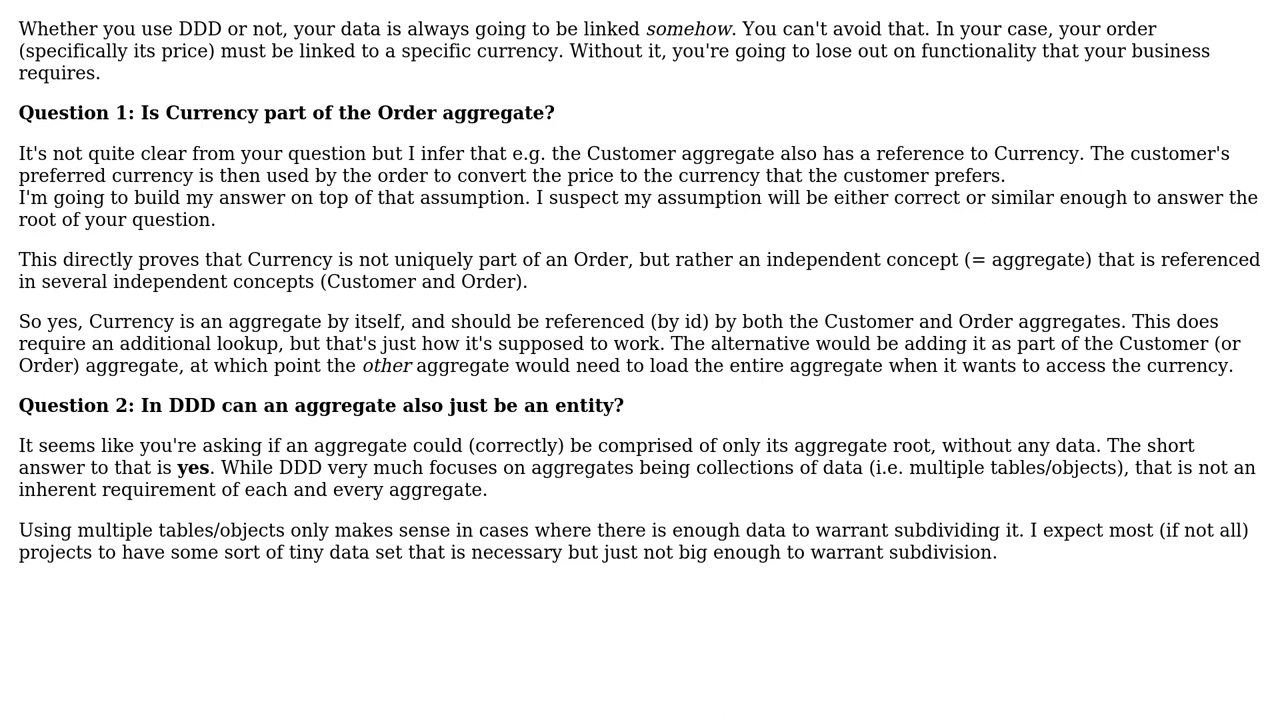 Whether you use DDD or not, your data is always going to be linked somehow. You can't avoid that. In your case, your order
(specifically its price) must be linked to a specific currency. Without it, you're going to lose out on functionality that your business
requires.
Question 1: Is Currency part of the Order aggregate?
It's not quite clear from your question but I infer that e.g. the Customer aggregate also has a reference to Currency. The customer's
preferred currency is then used by the order to convert the price to the currency that the customer prefers.
I'm going to build my answer on top of that assumption. I suspect my assumption will be either correct or similar enough to answer the
root of your question.
This directly proves that Currency is not uniquely part of an Order, but rather an independent concept (= aggregate) that is referenced
in several independent concepts (Customer and Order).
So yes, Currency is an aggregate by itself, and should be referenced (by id) by both the Customer and Order aggregates. This does
require an additional lookup, but that's just how it's supposed to work. The alternative would be adding it as part of the Customer (or
Order) aggregate, at which point the other aggregate would need to load the entire aggregate when it wants to access the currency.
Question 2: In DDD can an aggregate also just be an entity?
It seems like you're asking if an aggregate could (correctly) be comprised of only its aggregate root, without any data. The short
answer to that is yes. While DDD very much focuses on aggregates being collections of data (i.e. multiple tables/objects), that is not an
inherent requirement of each and every aggregate.
Using multiple tables/objects only makes sense in cases where there is enough data to warrant subdividing it. I expect most (if not all)
projects to have some sort of tiny data set that is necessary but just not big enough to warrant subdivision.